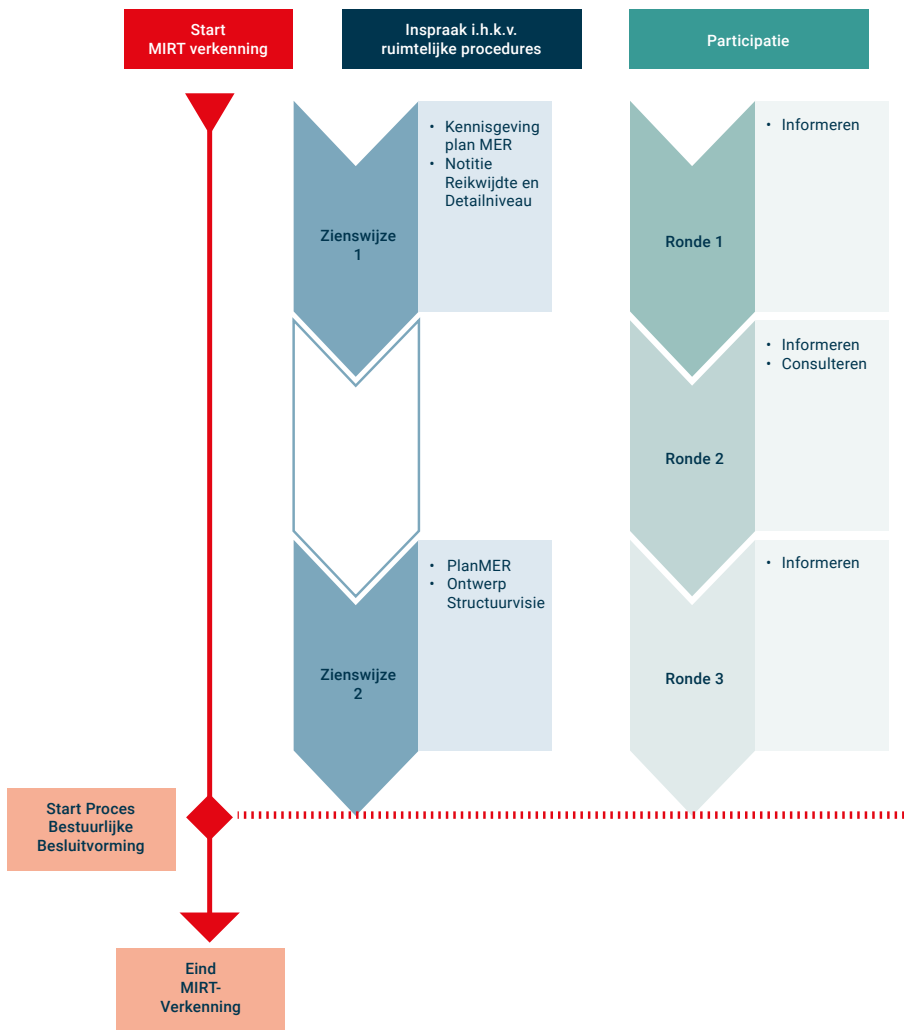 Start
MIRT verkenning
Inspraak i.h.k.v.
ruimtelijke procedures
Participatie
Zienswijze
1
• Kennisgeving
plan MER
• Notitie
Reikwijdte en
Detailniveau
Ronde 1
• Informeren
Ronde 2
• Informeren
• Consulteren
Zienswijze
2
• PlanMER
• Ontwerp
Structuurvisie
Ronde 3
• Informeren
Start Proces
Bestuurlijke
Besluitvorming
Eind
MIRT-
Verkenning